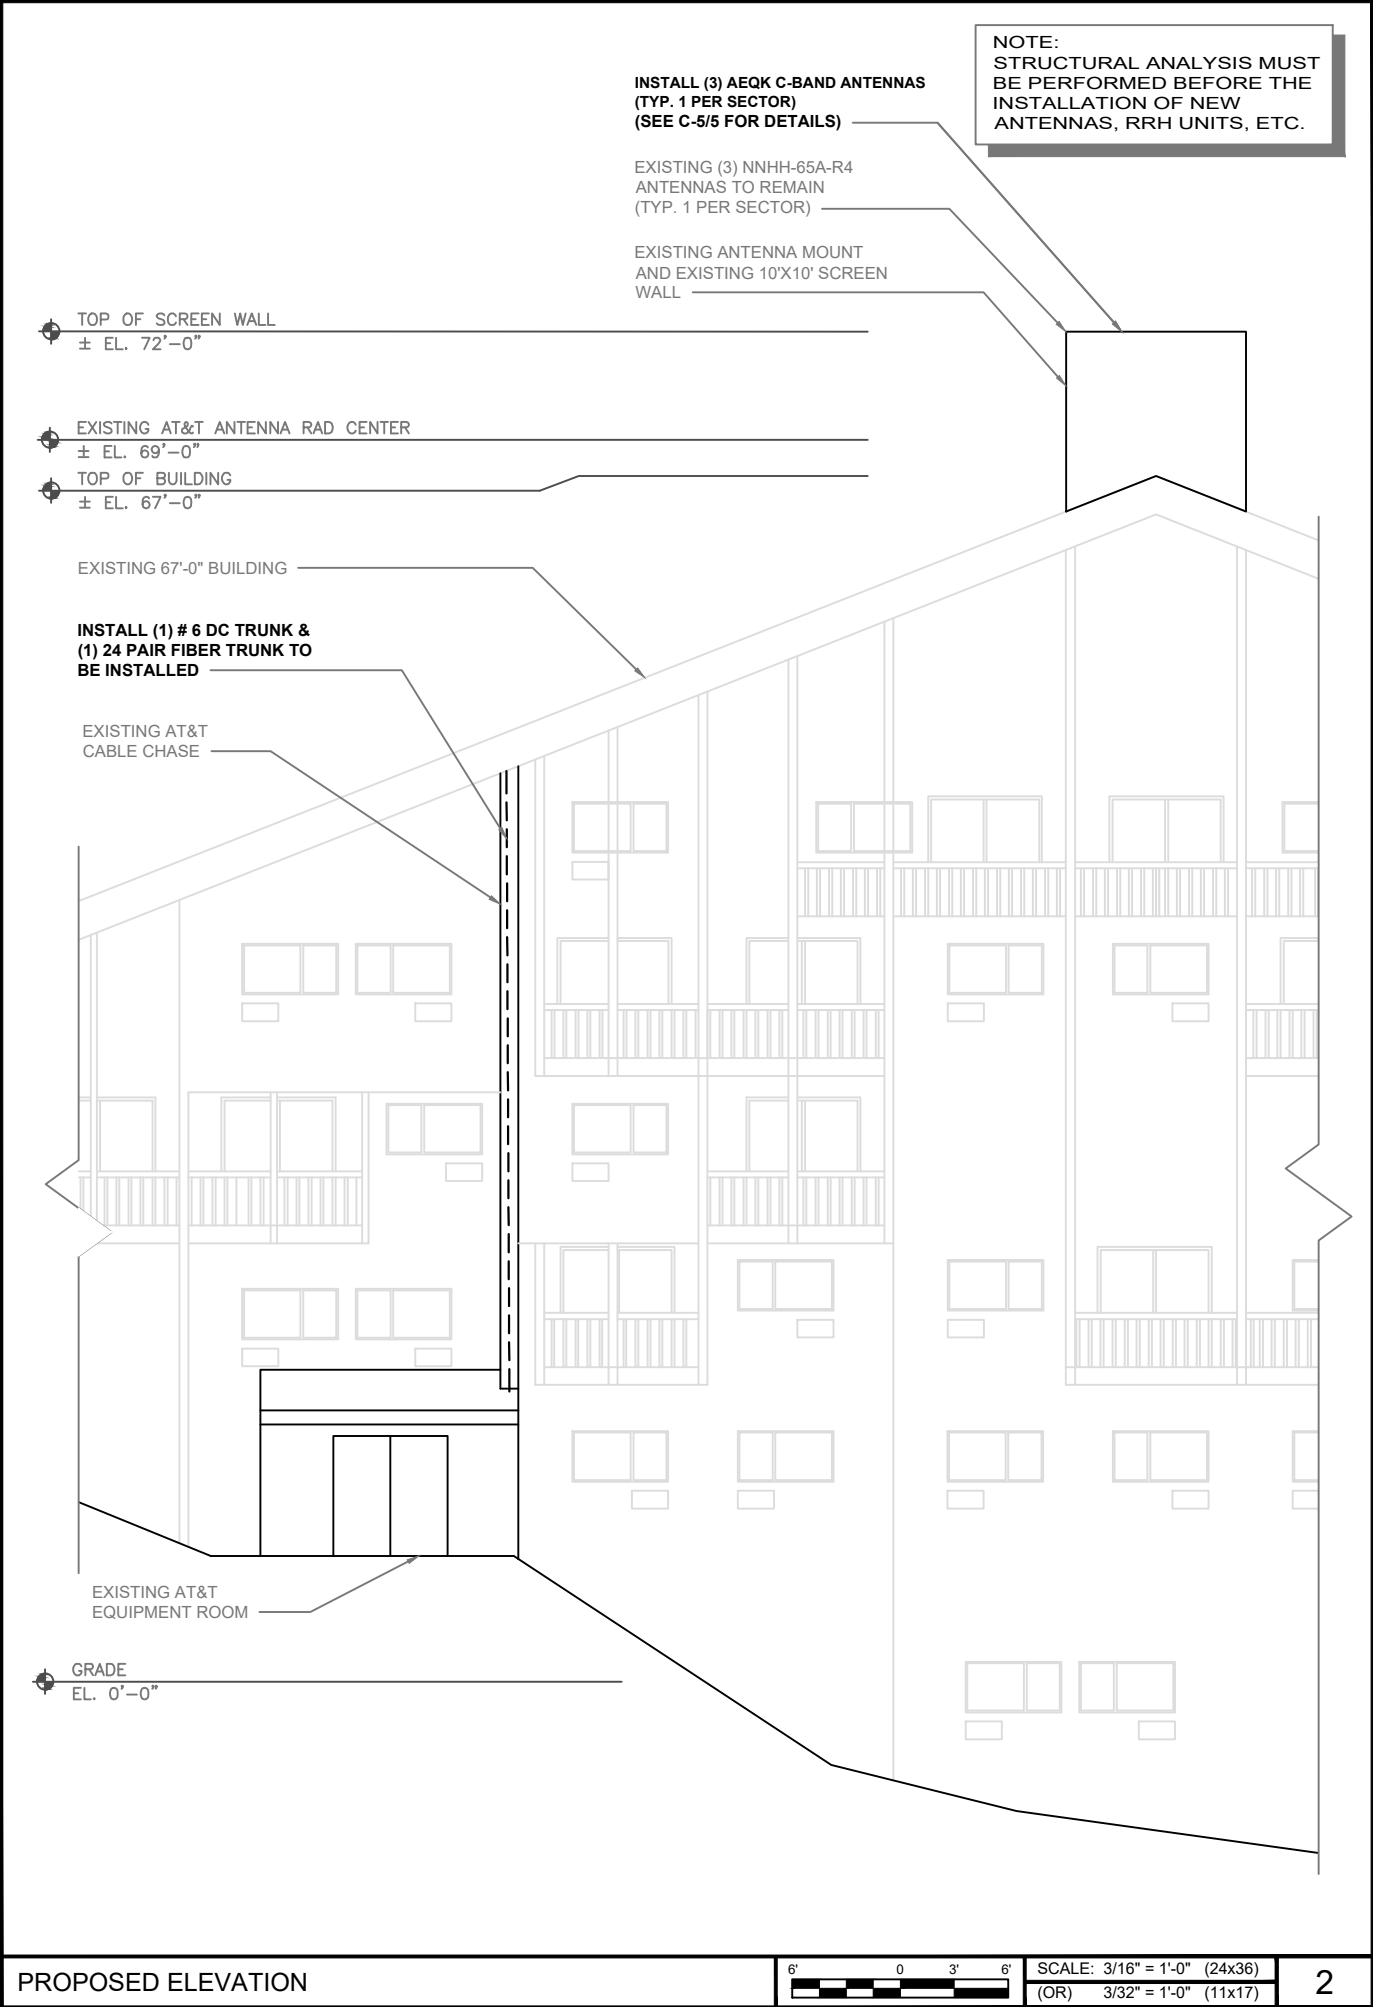 NOTE:
STRUCTURAL ANALYSIS MUST
BE PERFORMED BEFORE THE
INSTALLATION OF NEW
ANTENNAS, RRH UNITS, ETC.
INSTALL (3) AEQK C-BAND ANTENNAS
(TYP. 1 PER SECTOR)
(SEE C-5/5 FOR DETAILS)
EXISTING (3) NNHH-65A-R4
ANTENNAS TO REMAIN
(TYP. 1 PER SECTOR)
EXISTING ANTENNA MOUNT
AND EXISTING 10'X10' SCREEN
WALL
TOP OF SCREEN WALL
± EL. 72'-0"
EXISTING AT&T ANTENNA RAD CENTER
± EL. 69'-0"
TOP OF BUILDING
± EL. 67'-0"
EXISTING 67'-0" BUILDING
INSTALL (1) # 6 DC TRUNK &
(1) 24 PAIR FIBER TRUNK TO
BE INSTALLED
EXISTING AT&T
CABLE CHASE
EXISTING AT&T
EQUIPMENT ROOM
GRADE
EL. 0'-0"
PROPOSED ELEVATION
6' 0 3' 6'
SCALE: 3/16" = 1'-0" (24x36)
(OR) 3/32" = 1'-0" (11x17)
2